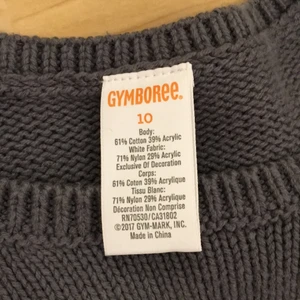 GYMBOREE®
10
Body:
61% Cotton 39% Acrylic
White Fabric:
71% Nylon 29% Acrylic
Exclusive Of Decoration
Corps:
61% Coton 39% Acrylique
Tissu Blanc:
71% Nylon 29% Acrylique
Décoration Non Comprise
RN70530/CA31802
©2017 GYM-MARK, INC.
Made in China